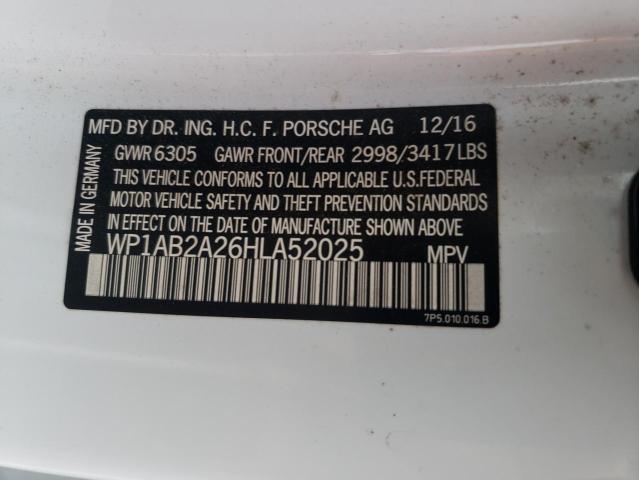 MADE IN GERMANY
MFD BY DR. ING. H.C. F. PORSCHE AG 12/16
GVWR 6305 GAWR FRONT/REAR 2998/3417LBS
THIS VEHICLE CONFORMS TO ALL APPLICABLE U.S.FEDERAL
MOTOR VEHICLE SAFETY AND THEFT PREVENTION STANDARDS
IN EFFECT ON THE DATE OF MANUFACTURE SHOWN ABOVE
WP1AB2A26HLA52025 MPV
7P5.010.016 B